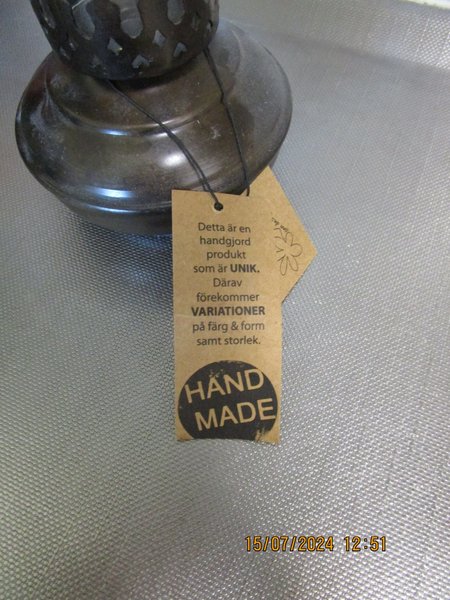 Detta är en
handgjord
produkt
som är UNIK.
Därav
förekommer
VARIATIONER
på färg & form
samt storlek.
HAND
MADE
15/07/2024 12:51